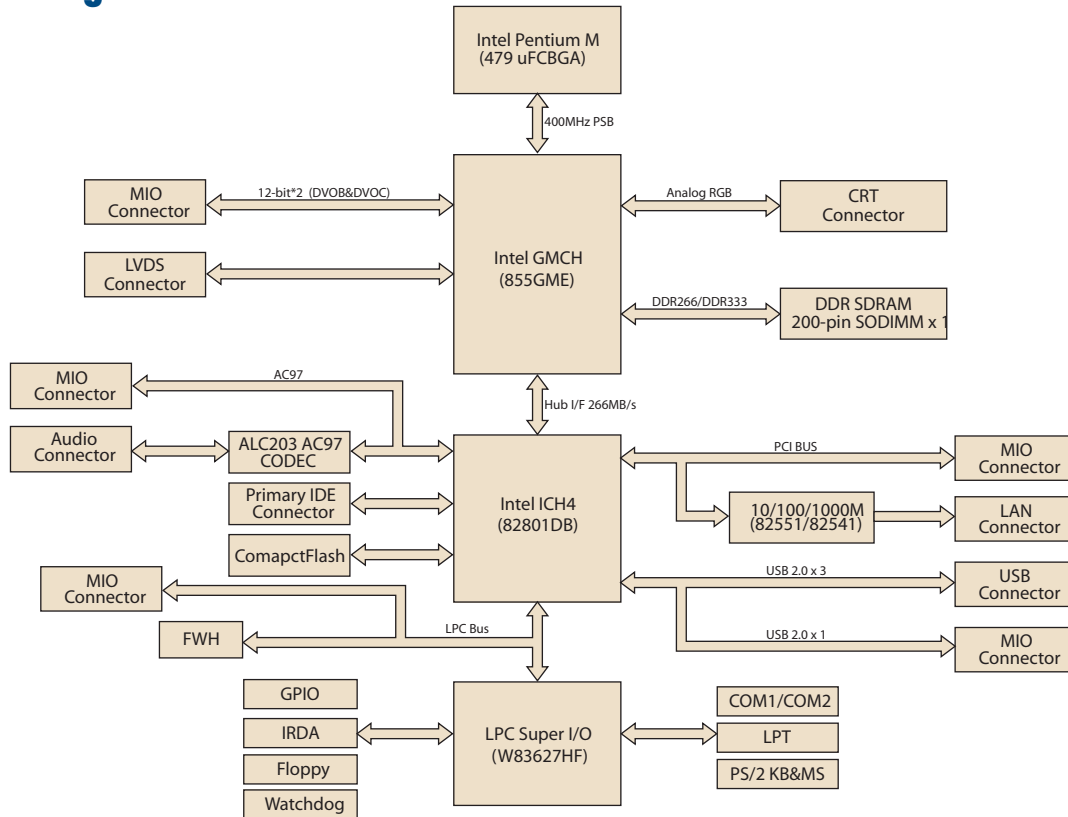 Intel Pentium M
(479 uFCBGA)
400MHz PSB
MIO
Connector
12-bit*2 (DVOB&DVOC)
Analog RGB
CRT
Connector
LVDS
Connector
Intel GMCH
(855GME)
DDR266/DDR333
DDR SDRAM
200-pin SODIMM x 1
MIO
Connector
AC97
Hub I/F 266MB/s
Audio
Connector
ALC203 AC97
CODEC
PCI BUS
MIO
Connector
Primary IDE
Connector
Intel ICH4
(82801DB)
10/100/1000M
(82551/82541)
LAN
Connector
ComapctFlash
MIO
Connector
USB 2.0 x 3
USB
Connector
FWH
LPC Bus
USB 2.0 x 1
MIO
Connector
GPIO
IRDA
Floppy
Watchdog
LPC Super I/O
(W83627HF)
COM1/COM2
LPT
PS/2 KB&MS